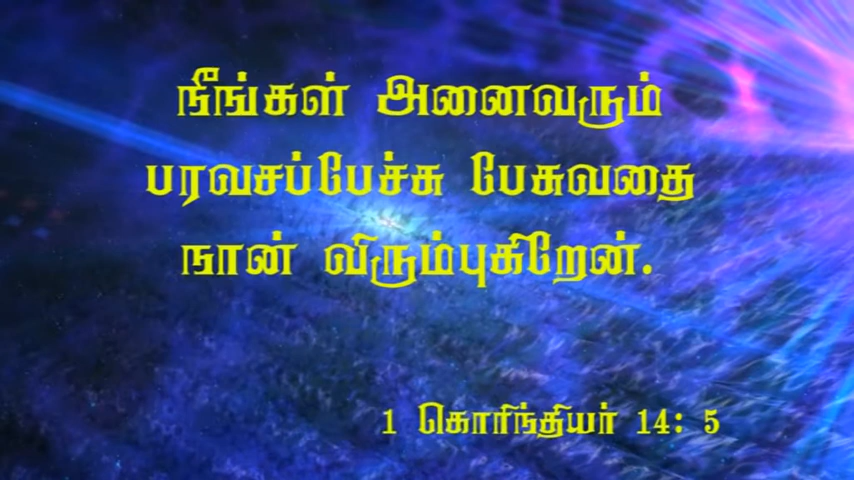 நீங்கள் அனைவரும்
பரவசப்பேச்சு பேசுவதை
நான் விரும்புகிறேன்.
1 கொரிந்தியர் 14: 5